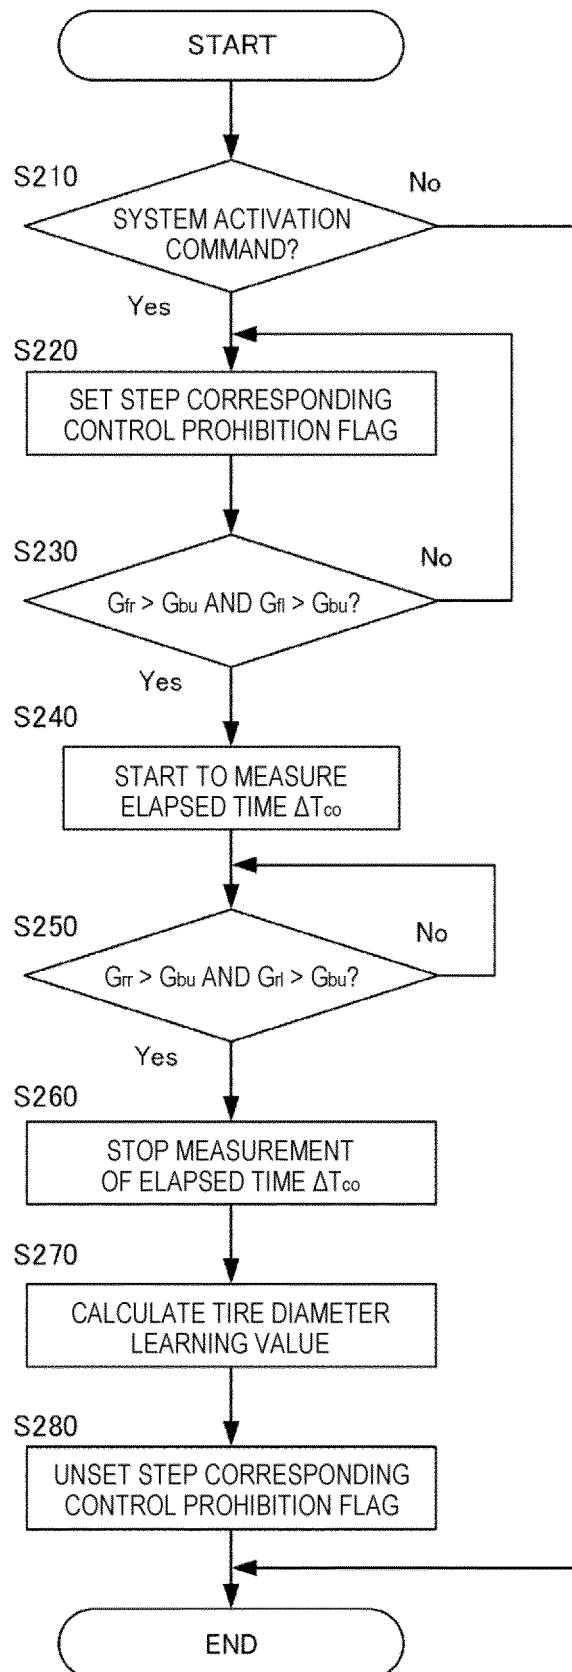 START
S210
No
SYSTEM ACTIVATION
COMMAND?
Yes
S220
SET STEP CORRESPONDING
CONTROL PROHIBITION FLAG
S230
No
Gfr > Gbu AND Gfl > Gbu?
Yes
S240
START TO MEASURE
ELAPSED TIME ΔTco
S250
No
Grr > Gbu AND Grl > Gbu?
Yes
S260
STOP MEASUREMENT
OF ELAPSED TIME ΔTco
S270
CALCULATE TIRE DIAMETER
LEARNING VALUE
S280
UNSET STEP CORRESPONDING
CONTROL PROHIBITION FLAG
END